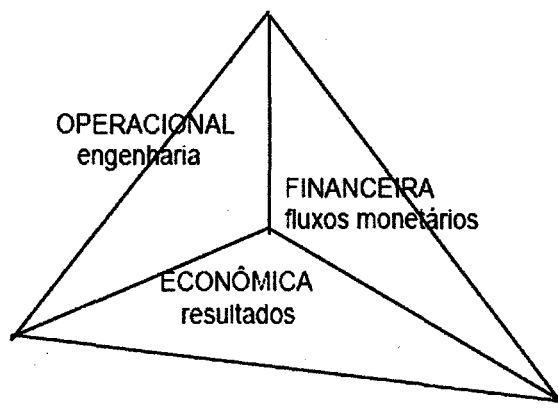 OPERACIONAL
engenharia
FINANCEIRA
fluxos monetários
ECONÔMICA
resultados